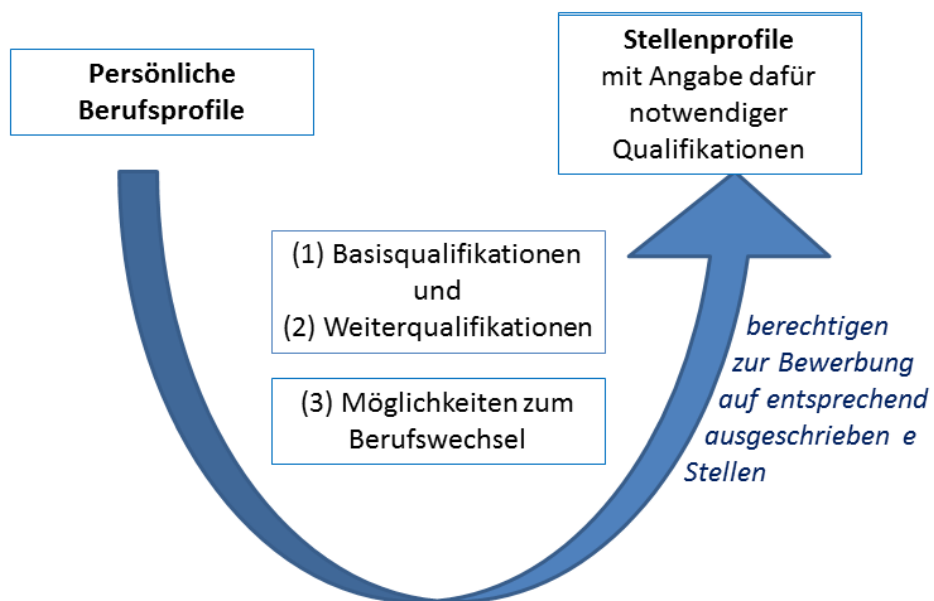 Persönliche
Berufsprofile
Stellenprofile
mit Angabe dafür
notwendiger
Qualifikationen
(1) Basisqualifikationen
und
(2) Weiterqualifikationen
(3) Möglichkeiten zum
Berufswechsel
berechtigen
zur Bewerbung
auf entsprechend
ausgeschrieben e
Stellen